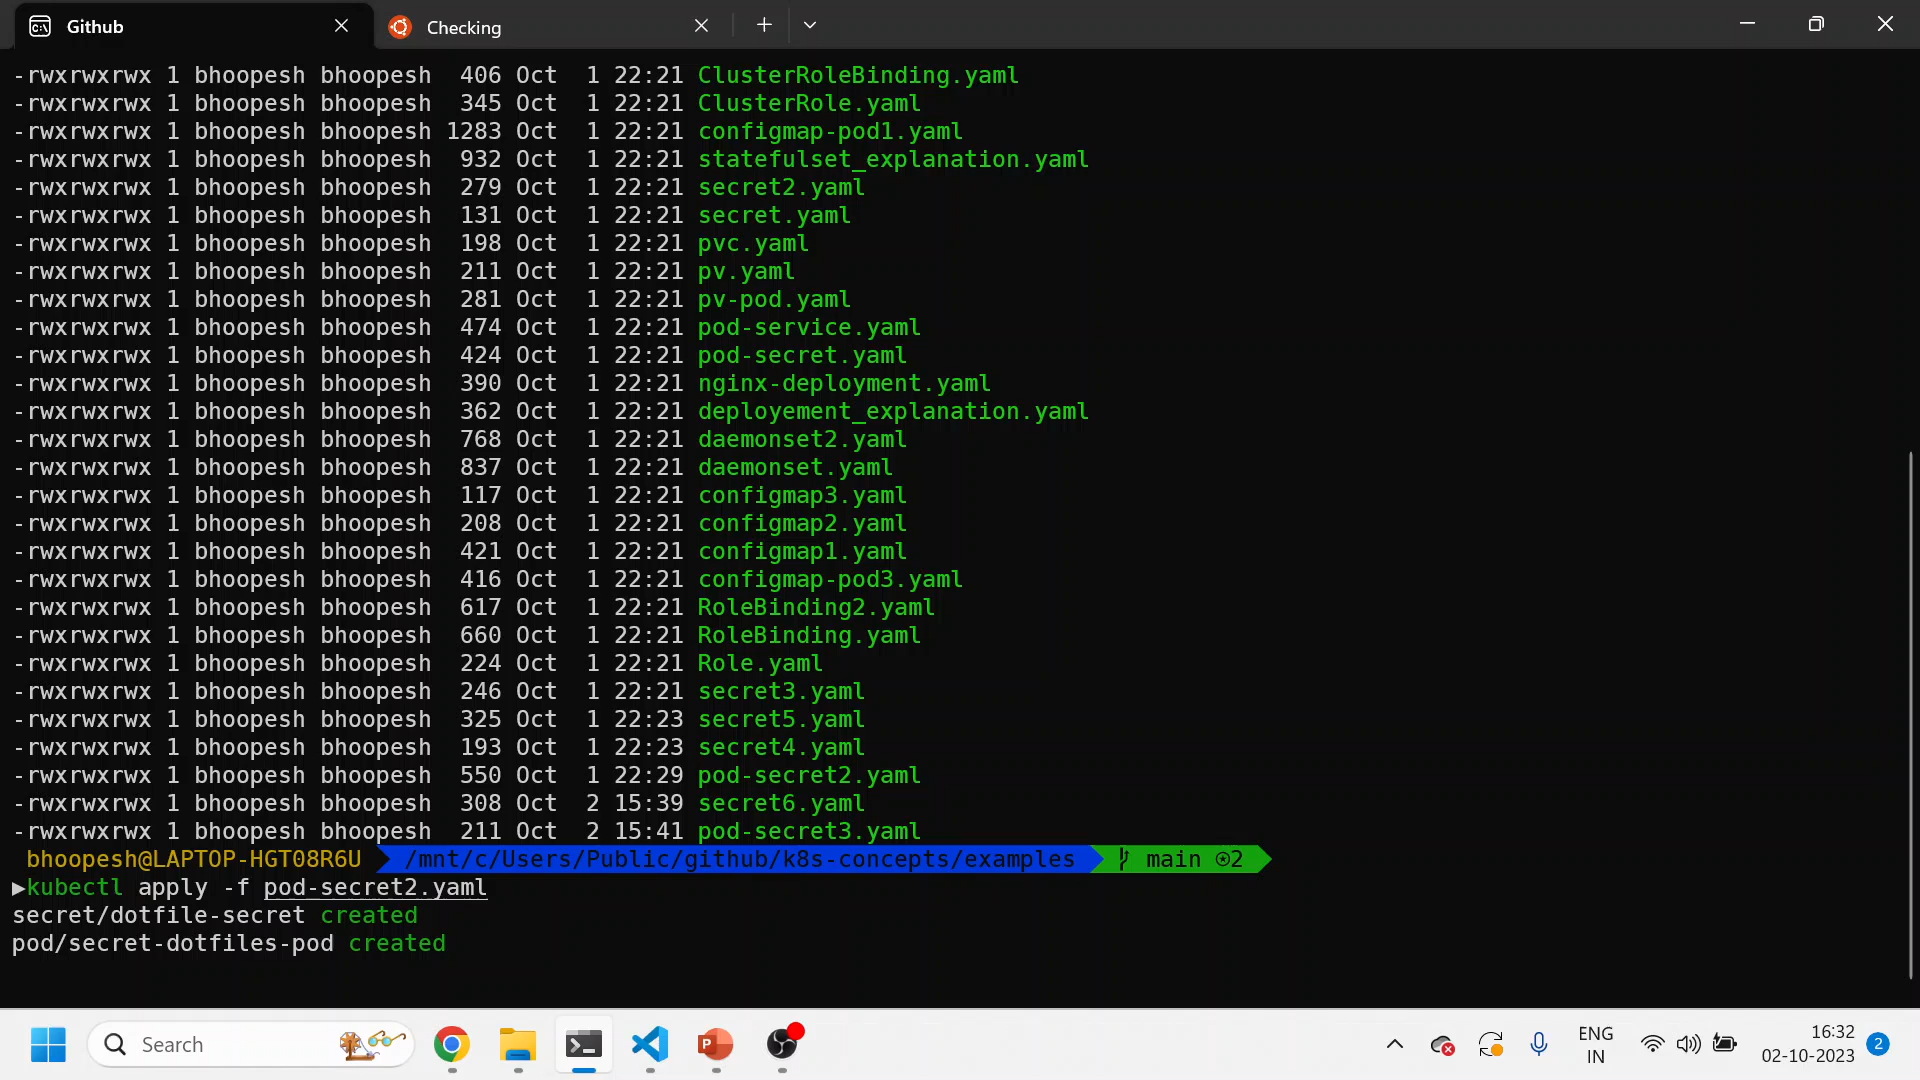 Github
Checking
-rwxrwxrwx 1 bhoopesh bhoopesh  406 Oct  1 22:21 ClusterRoleBinding.yaml
-rwxrwxrwx 1 bhoopesh bhoopesh  345 Oct  1 22:21 ClusterRole.yaml
-rwxrwxrwx 1 bhoopesh bhoopesh 1283 Oct  1 22:21 configmap-pod1.yaml
-rwxrwxrwx 1 bhoopesh bhoopesh  932 Oct  1 22:21 statefulset_explanation.yaml
-rwxrwxrwx 1 bhoopesh bhoopesh  279 Oct  1 22:21 secret2.yaml
-rwxrwxrwx 1 bhoopesh bhoopesh  131 Oct  1 22:21 secret.yaml
-rwxrwxrwx 1 bhoopesh bhoopesh  198 Oct  1 22:21 pvc.yaml
-rwxrwxrwx 1 bhoopesh bhoopesh  211 Oct  1 22:21 pv.yaml
-rwxrwxrwx 1 bhoopesh bhoopesh  281 Oct  1 22:21 pv-pod.yaml
-rwxrwxrwx 1 bhoopesh bhoopesh  474 Oct  1 22:21 pod-service.yaml
-rwxrwxrwx 1 bhoopesh bhoopesh  424 Oct  1 22:21 pod-secret.yaml
-rwxrwxrwx 1 bhoopesh bhoopesh  390 Oct  1 22:21 nginx-deployment.yaml
-rwxrwxrwx 1 bhoopesh bhoopesh  362 Oct  1 22:21 deployement_explanation.yaml
-rwxrwxrwx 1 bhoopesh bhoopesh  768 Oct  1 22:21 daemonset2.yaml
-rwxrwxrwx 1 bhoopesh bhoopesh  837 Oct  1 22:21 daemonset.yaml
-rwxrwxrwx 1 bhoopesh bhoopesh  117 Oct  1 22:21 configmap3.yaml
-rwxrwxrwx 1 bhoopesh bhoopesh  208 Oct  1 22:21 configmap2.yaml
-rwxrwxrwx 1 bhoopesh bhoopesh  421 Oct  1 22:21 configmap1.yaml
-rwxrwxrwx 1 bhoopesh bhoopesh  416 Oct  1 22:21 configmap-pod3.yaml
-rwxrwxrwx 1 bhoopesh bhoopesh  617 Oct  1 22:21 RoleBinding2.yaml
-rwxrwxrwx 1 bhoopesh bhoopesh  660 Oct  1 22:21 RoleBinding.yaml
-rwxrwxrwx 1 bhoopesh bhoopesh  224 Oct  1 22:21 Role.yaml
-rwxrwxrwx 1 bhoopesh bhoopesh  246 Oct  1 22:21 secret3.yaml
-rwxrwxrwx 1 bhoopesh bhoopesh  325 Oct  1 22:23 secret5.yaml
-rwxrwxrwx 1 bhoopesh bhoopesh  193 Oct  1 22:23 secret4.yaml
-rwxrwxrwx 1 bhoopesh bhoopesh  550 Oct  1 22:29 pod-secret2.yaml
-rwxrwxrwx 1 bhoopesh bhoopesh  308 Oct  2 15:39 secret6.yaml
-rwxrwxrwx 1 bhoopesh bhoopesh  211 Oct  2 15:41 pod-secret3.yaml
bhoopesh@LAPTOP-HGT08R6U /mnt/c/Users/Public/github/k8s-concepts/examples main ⍟2
▶kubectl apply -f pod-secret2.yaml
secret/dotfile-secret created
pod/secret-dotfiles-pod created
Search
ENG
IN
16:32
02-10-2023
2